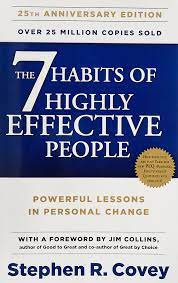 25TH ANNIVERSARY EDITION
OVER 25 MILLION COPIES SOLD
THE 7 HABITS OF
HIGHLY
EFFECTIVE
PEOPLE
POWERFUL LESSONS
IN PERSONAL CHANGE
WITH A FOREWORD BY JIM COLLINS,
author of Good to Great and co-author of Great by Choice
Stephen R. Covey